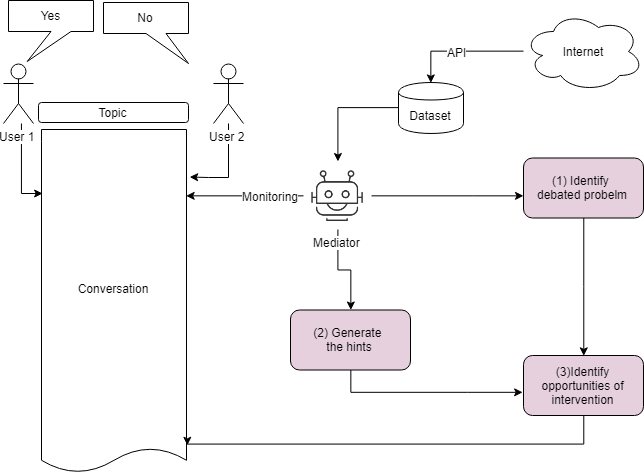 Yes
No
Internet
API
Dataset
Topic
User 1
User 2
(1) Identify
debated probelm
Monitoring
Mediator
Conversation
(2) Generate
the hints
(3)Identify
opportunities of
intervention